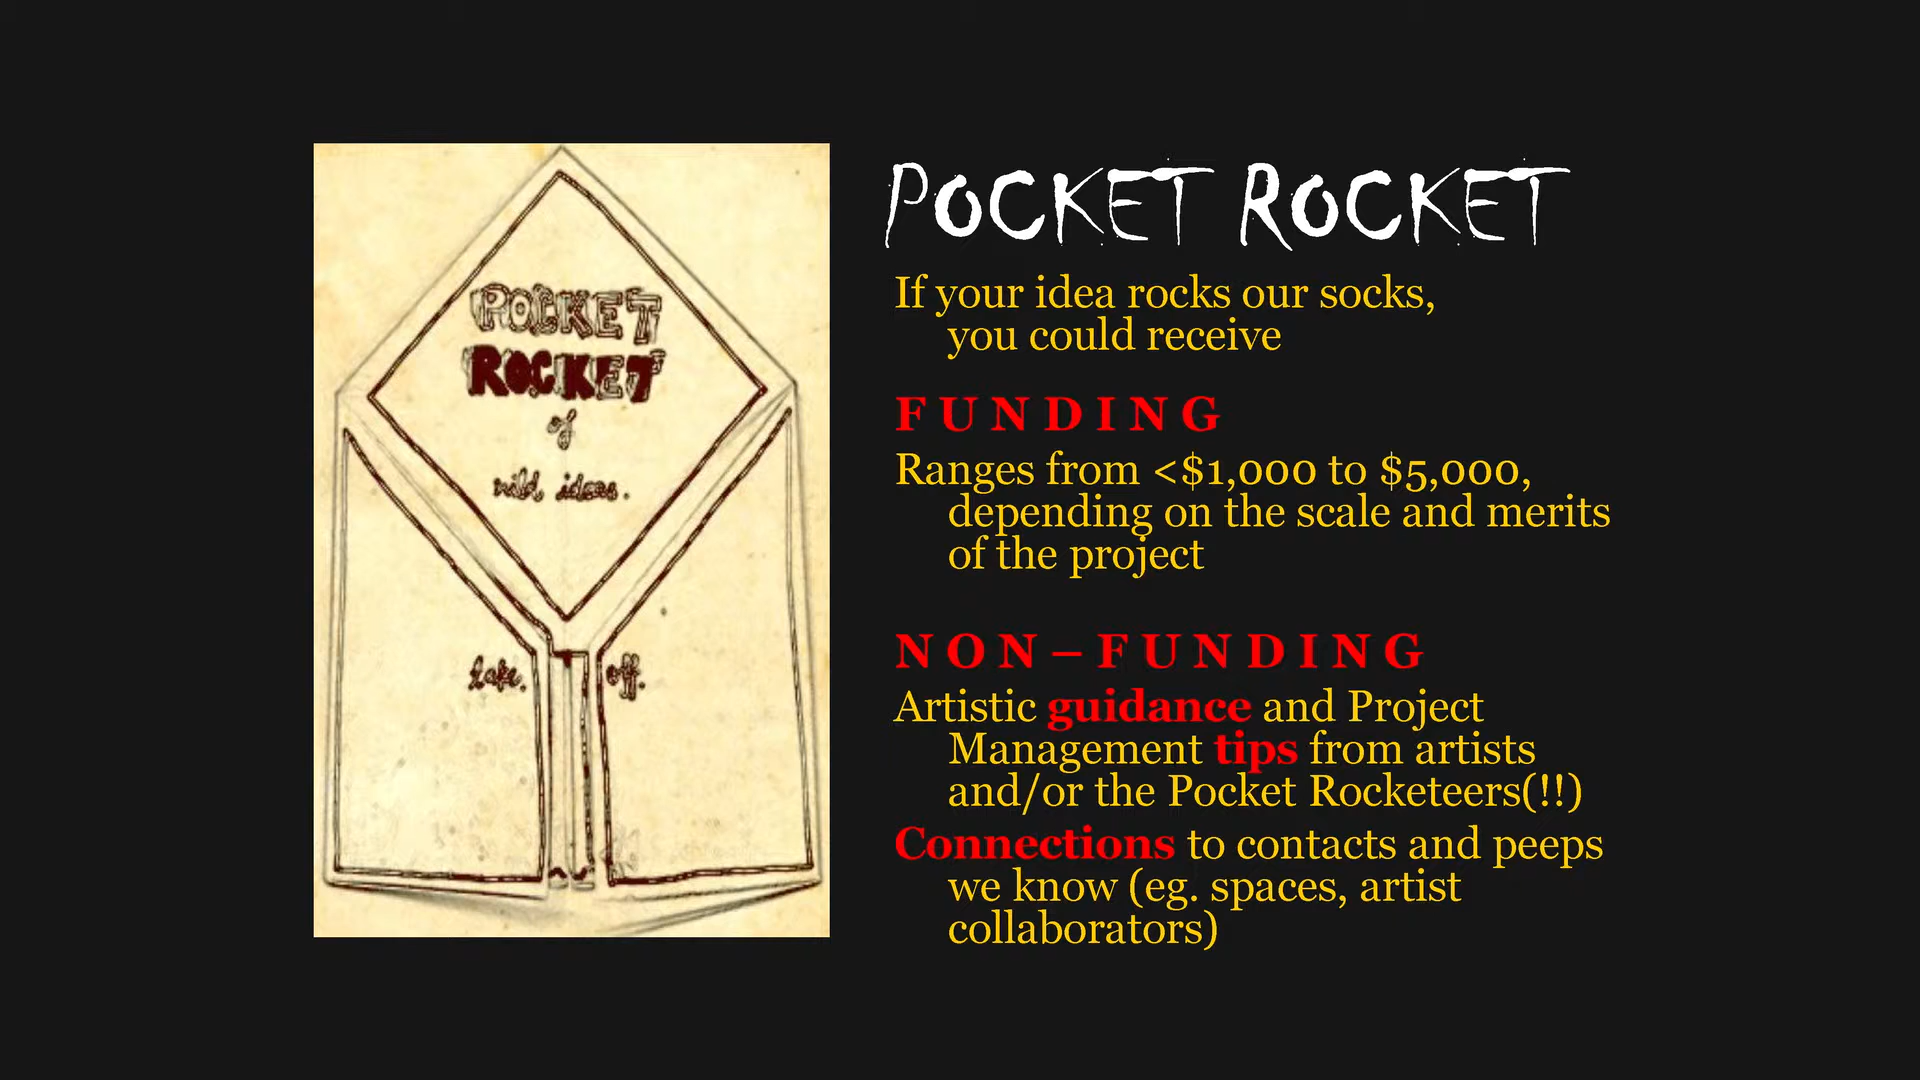 POCKET
ROCKET
of
wild ideas.
take. off.
POCKET ROCKET
If your idea rocks our socks,
you could receive
FUNDING
Ranges from <$1,000 to $5,000,
depending on the scale and merits
of the project
NON–FUNDING
Artistic guidance and Project
Management tips from artists
and/or the Pocket Rocketeers(!!)
Connections to contacts and peeps
we know (eg. spaces, artist
collaborators)